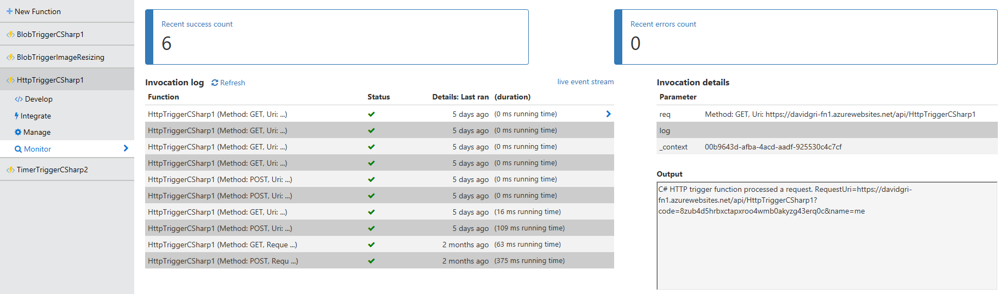 New Function
BlobTriggerCSharp1
BlobTriggerImageResizing
HttpTriggerCSharp1
Develop
Integrate
Manage
Monitor
TimerTriggerCSharp2
Recent success count
6
Recent errors count
0
Invocation log Refresh live event stream
Function Status Details: Last ran (duration)
HttpTriggerCSharp1 (Method: GET, Uri: ...) 5 days ago (0 ms running time)
HttpTriggerCSharp1 (Method: GET, Uri: ...) 5 days ago (0 ms running time)
HttpTriggerCSharp1 (Method: GET, Uri: ...) 5 days ago (0 ms running time)
HttpTriggerCSharp1 (Method: GET, Uri: ...) 5 days ago (0 ms running time)
HttpTriggerCSharp1 (Method: POST, Uri: ...) 5 days ago (0 ms running time)
HttpTriggerCSharp1 (Method: POST, Uri: ...) 5 days ago (0 ms running time)
HttpTriggerCSharp1 (Method: GET, Uri: ...) 5 days ago (16 ms running time)
HttpTriggerCSharp1 (Method: POST, Uri: ...) 5 days ago (109 ms running time)
HttpTriggerCSharp1 (Method: GET, Reque ...) 2 months ago (63 ms running time)
HttpTriggerCSharp1 (Method: POST, Requ ...) 2 months ago (375 ms running time)
Invocation details
Parameter
req Method: GET, Uri: https://davidgri-fn1.azurewebsites.net/api/HttpTriggerCSharp1
log
_context 00b9643d-afba-4acd-aadf-925530c4c7cf
Output
C# HTTP trigger function processed a request. RequestUri=https://davidgri-
fn1.azurewebsites.net/api/HttpTriggerCSharp1?
code=8zub4d5hrbxctapxroo4wmb0akyzg43erq0c&name=me